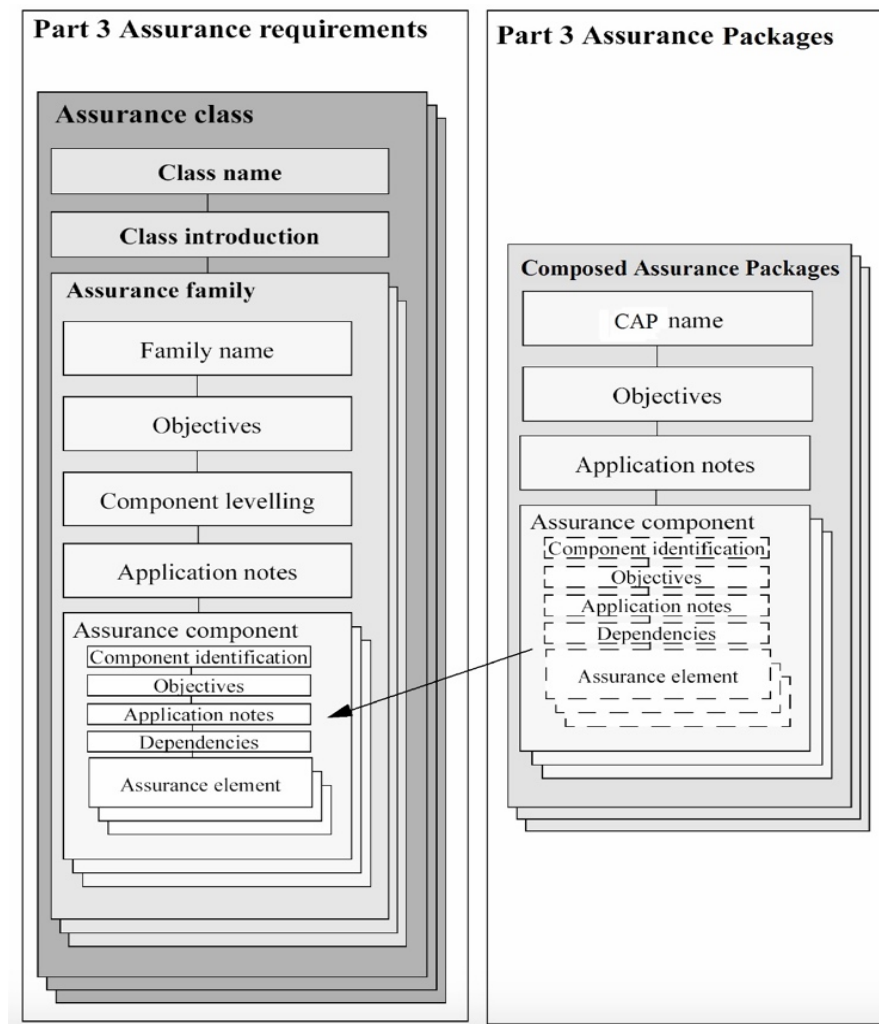 Part 3 Assurance requirements
Assurance class
Class name
Class introduction
Assurance family
Family name
Objectives
Component levelling
Application notes
Assurance component
Component identification
Objectives
Application notes
Dependencies
Assurance element
Part 3 Assurance Packages
Composed Assurance Packages
CAP name
Objectives
Application notes
Assurance component
Component identification
Objectives
Application notes
Dependencies
Assurance element